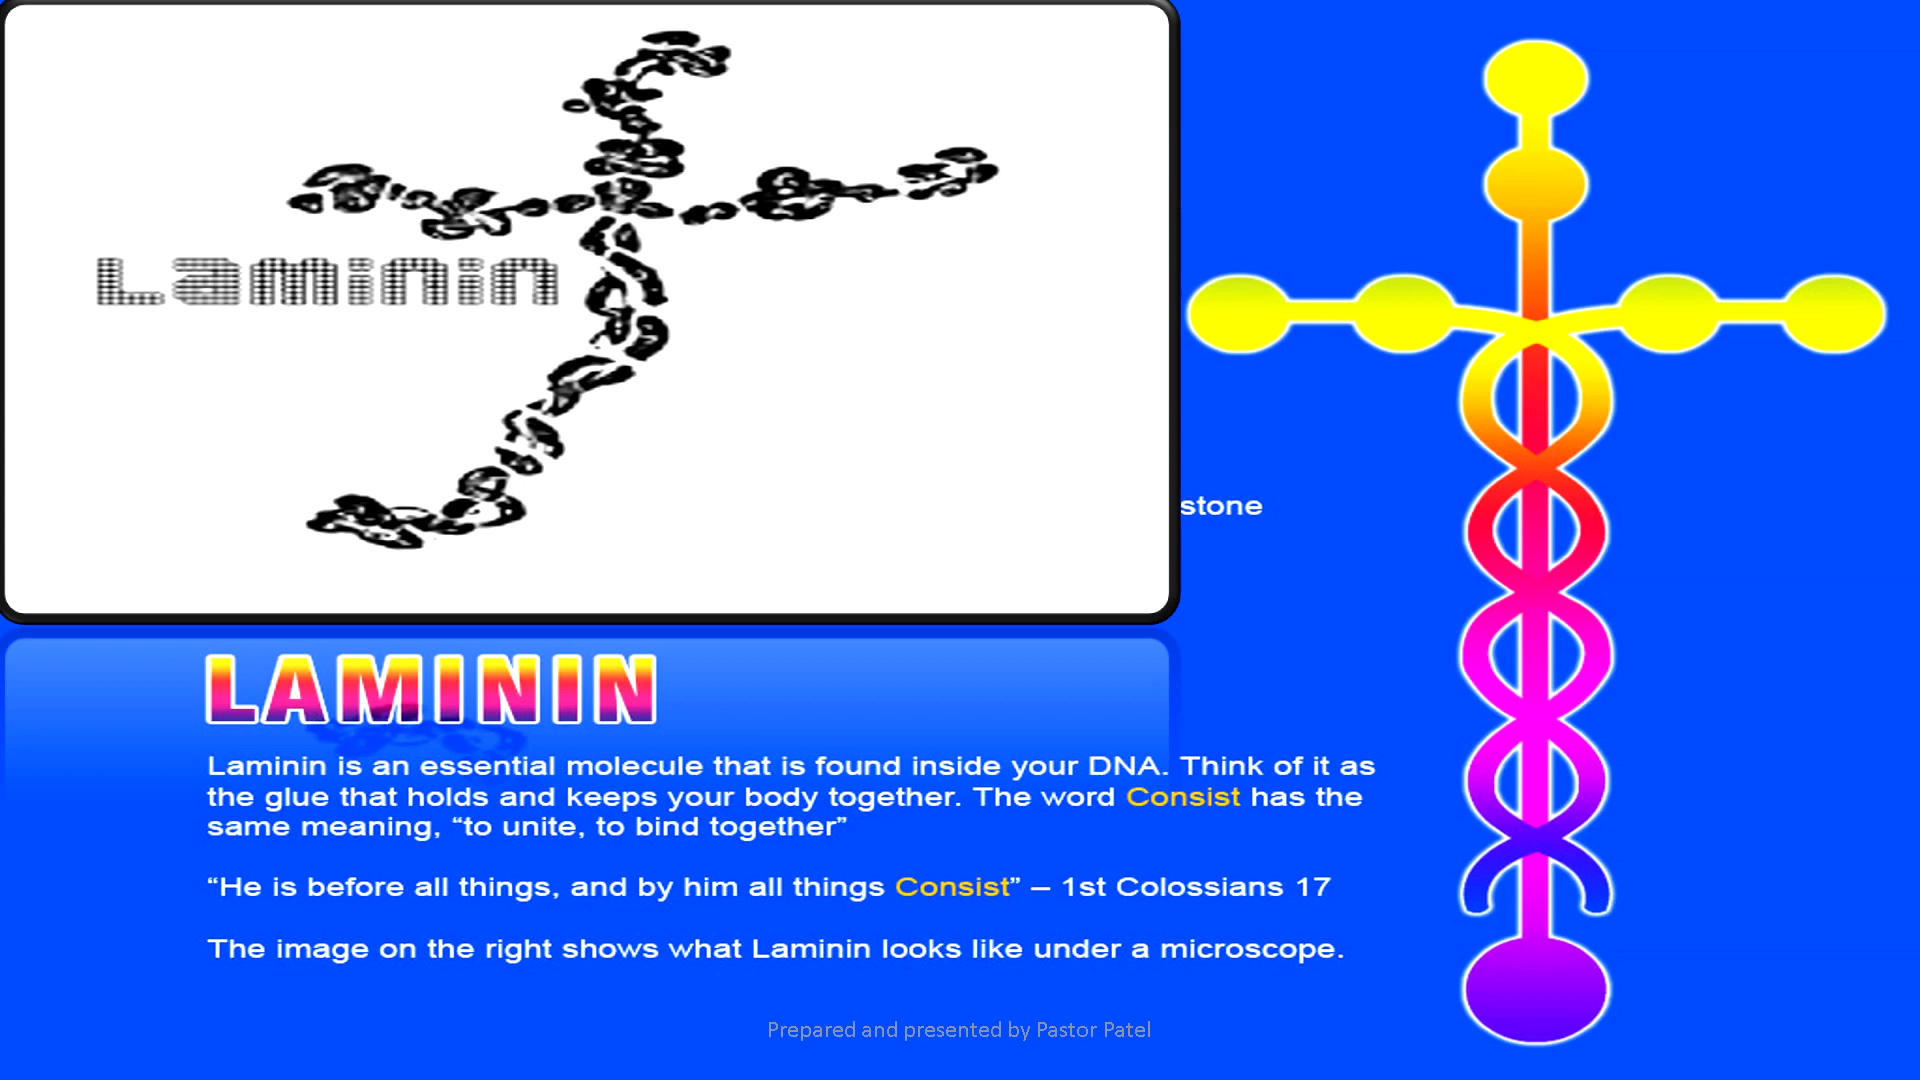 Laminin
stone
LAMININ
Laminin is an essential molecule that is found inside your DNA. Think of it as
the glue that holds and keeps your body together. The word Consist has the
same meaning, “to unite, to bind together”
“He is before all things, and by him all things Consist” – 1st Colossians 17
The image on the right shows what Laminin looks like under a microscope.
Prepared and presented by Pastor Patel